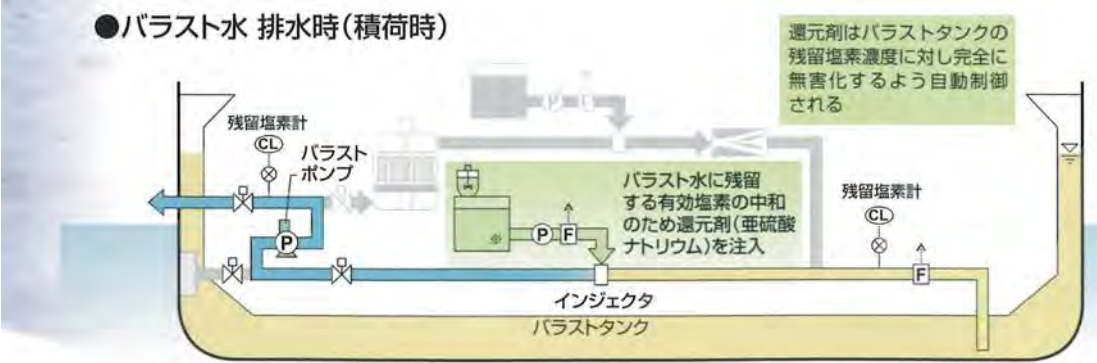 ●バラスト水 排水時(積荷時)
還元剤はバラストタンクの
残留塩素濃度に対し完全に
無害化するよう自動制御
される
P
F
残留塩素計
CL
バラスト
ポンプ
P
バラスト水に残留
する有効塩素の中和
のため還元剤(亜硫酸
ナトリウム)を注入
P
F
残留塩素計
CL
F
インジェクタ
バラストタンク